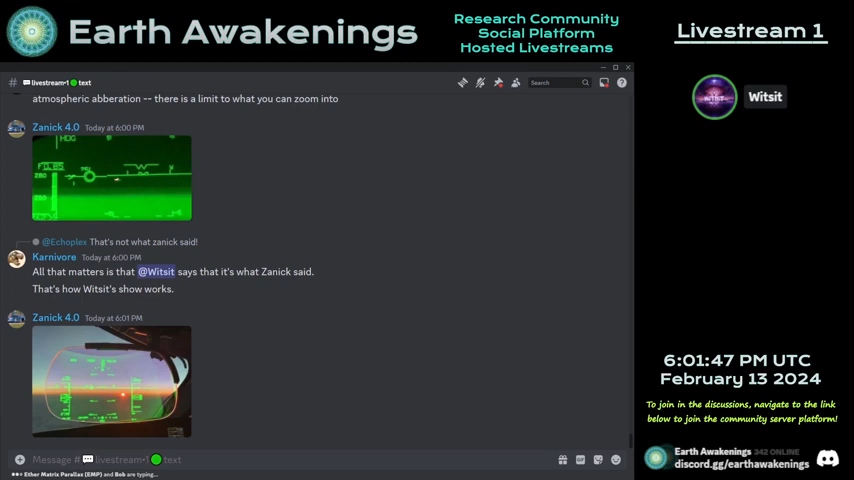 Earth Awakenings
Research Community
Social Platform
Hosted Livestreams
Livestream 1
WITSIT
Witsit
# livestream•1 text
Search
atmospheric abberation -- there is a limit to what you can zoom into
Zanick 4.0 Today at 6:00 PM
@Echoplex That's not what zanick said!
Karnivore Today at 6:00 PM
All that matters is that @Witsit says that it's what Zanick said.
That's how Witsit's show works.
Zanick 4.0 Today at 6:01 PM
6:01:47 PM UTC
February 13 2024
To join in the discussions, navigate to the link
below to join the community server platform!
Message # livestream•1 text
Ether Matrix Parallax (EMP) and Bob are typing...
Earth Awakenings 342 ONLINE
discord.gg/earthawakenings